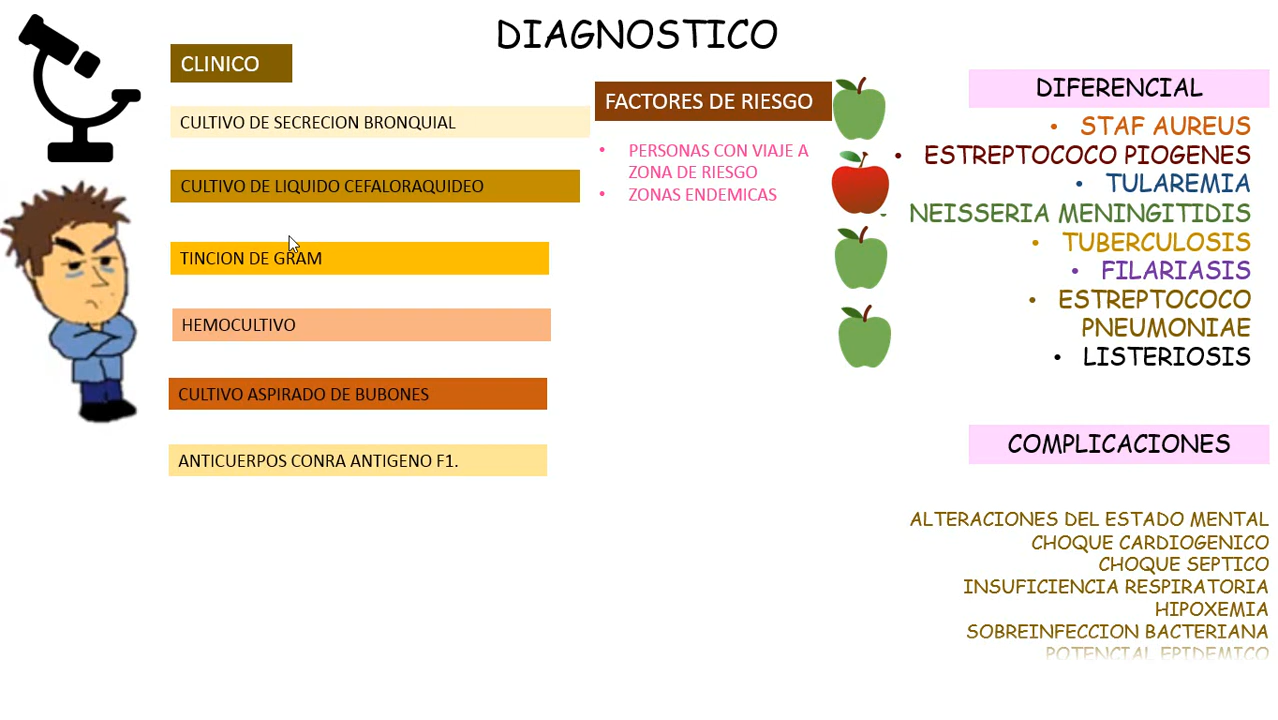 DIAGNOSTICO
CLINICO
CULTIVO DE SECRECION BRONQUIAL
CULTIVO DE LIQUIDO CEFALORAQUIDEO
TINCION DE GRAM
HEMOCULTIVO
CULTIVO ASPIRADO DE BUBONES
ANTICUERPOS CONRA ANTIGENO F1.
FACTORES DE RIESGO
• PERSONAS CON VIAJE A
ZONA DE RIESGO
• ZONAS ENDEMICAS
DIFERENCIAL
• STAF AUREUS
• ESTREPTOCOCO PIOGENES
• TULAREMIA
• NEISSERIA MENINGITIDIS
• TUBERCULOSIS
• FILARIASIS
• ESTREPTOCOCO
PNEUMONIAE
• LISTERIOSIS
COMPLICACIONES
ALTERACIONES DEL ESTADO MENTAL
CHOQUE CARDIOGENICO
CHOQUE SEPTICO
INSUFICIENCIA RESPIRATORIA
HIPOXEMIA
SOBREINFECCION BACTERIANA
POTENCIAL EPIDEMICO